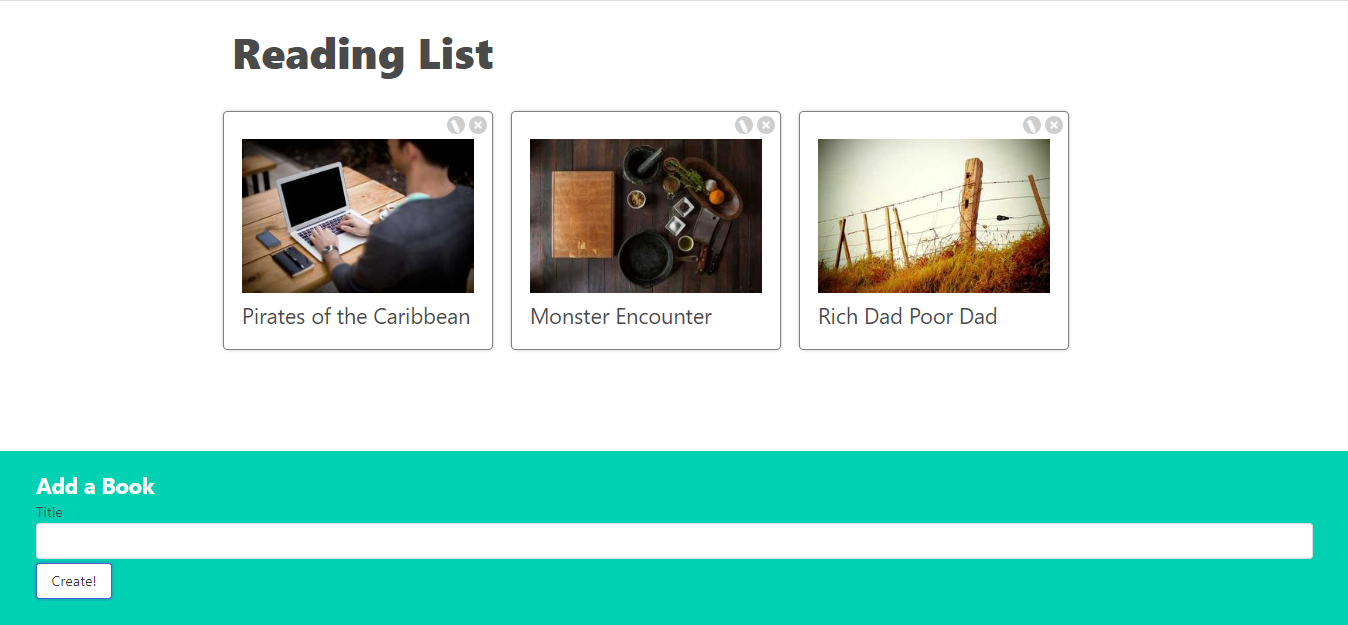 Reading List
Pirates of the Caribbean
Monster Encounter
Rich Dad Poor Dad
Add a Book
Title
Create!